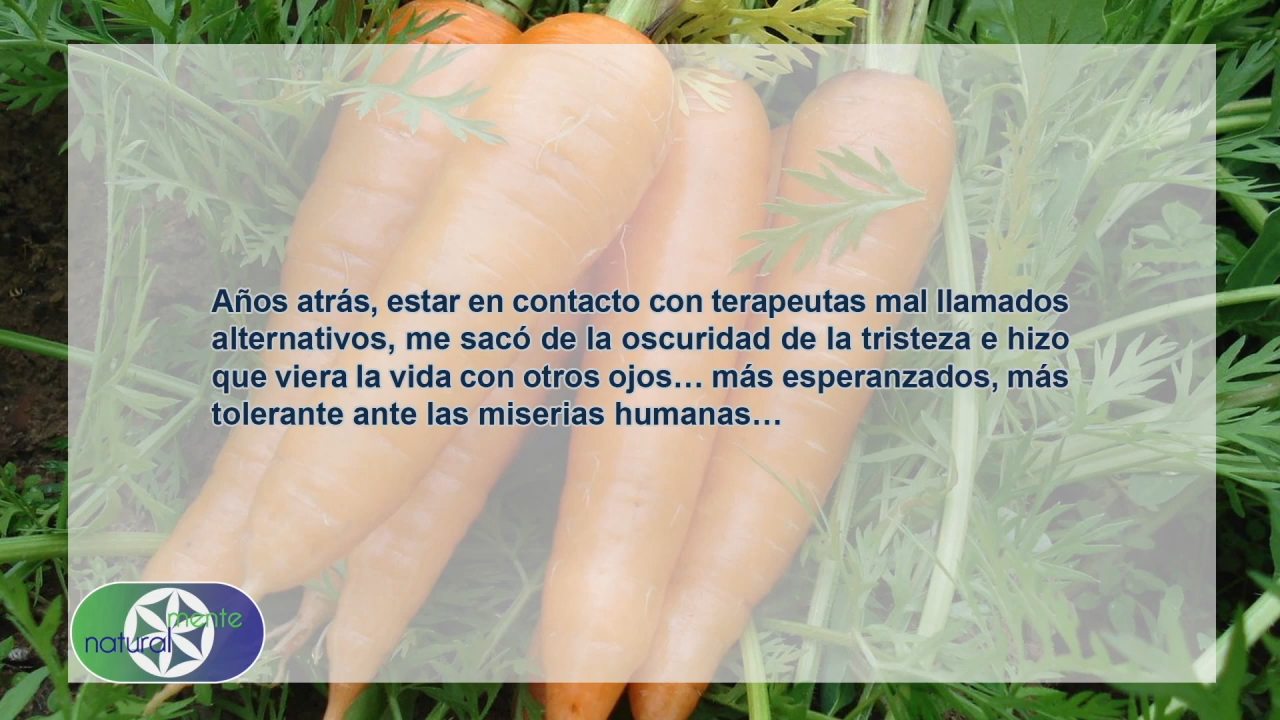 Años atrás, estar en contacto con terapeutas mal llamados
alternativos, me sacó de la oscuridad de la tristeza e hizo
que viera la vida con otros ojos… más esperanzados, más
tolerante ante las miserias humanas…
mente
natural